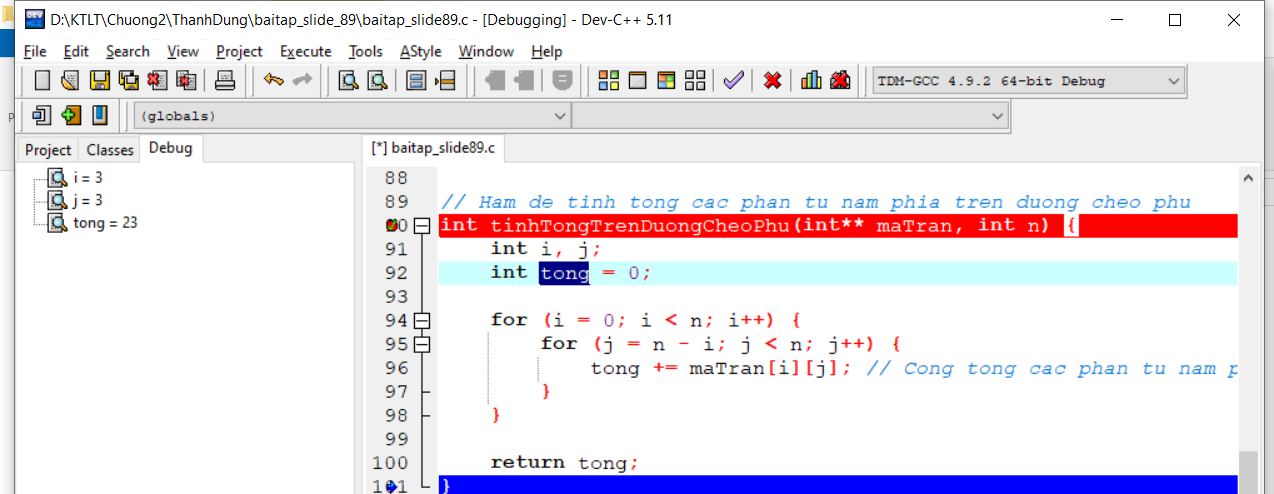 D:\KTLT\Chuong2\ThanhDung\baitap_slide_89\baitap_slide89.c - [Debugging] - Dev-C++ 5.11
File Edit Search View Project Execute Tools AStyle Window Help
TDM-GCC 4.9.2 64-bit Debug
(globals)
Project Classes Debug
[*] baitap_slide89.c
i = 3
j = 3
tong = 23
88
89 // Ham de tinh tong cac phan tu nam phia tren duong cheo phu
90 int tinhTongTrenDuongCheoPhu(int** maTran, int n) {
91 int i, j;
92 int tong = 0;
93
94 for (i = 0; i < n; i++) {
95 for (j = n - i; j < n; j++) {
96 tong += maTran[i][j]; // Cong tong cac phan tu nam p
97 }
98 }
99
100 return tong;
101 }